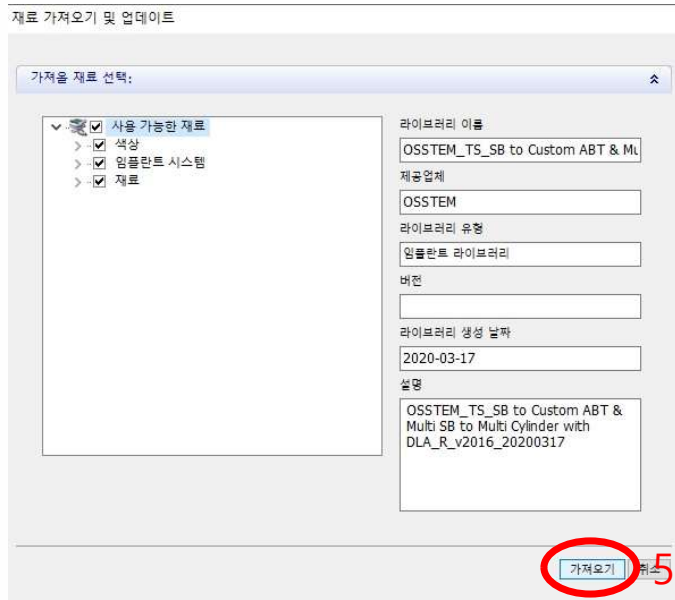 재료 가져오기 및 업데이트
가져올 재료 선택:
사용 가능한 재료
색상
임플란트 시스템
재료
라이브러리 이름
OSSTEM_TS_SB to Custom ABT & Mu
제공업체
OSSTEM
라이브러리 유형
임플란트 라이브러리
버전
라이브러리 생성 날짜
2020-03-17
설명
OSSTEM_TS_SB to Custom ABT &
Multi SB to Multi Cylinder with
DLA_R_v2016_20200317
가져오기
취소
5